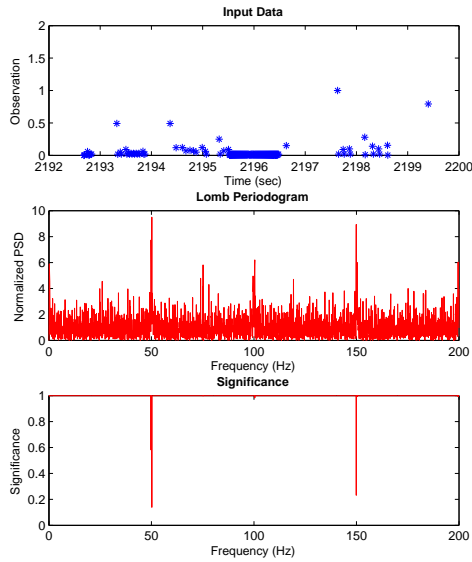 Input Data
2
1.5
1
0.5
0
Observation
2192 2193 2194 2195 2196 2197 2198 2199 2200
Time (sec)
Lomb Periodogram
10
8
6
4
2
0
Normalized PSD
0 50 100 150 200
Frequency (Hz)
Significance
1
0.8
0.6
0.4
0.2
0
Significance
0 50 100 150 200
Frequency (Hz)